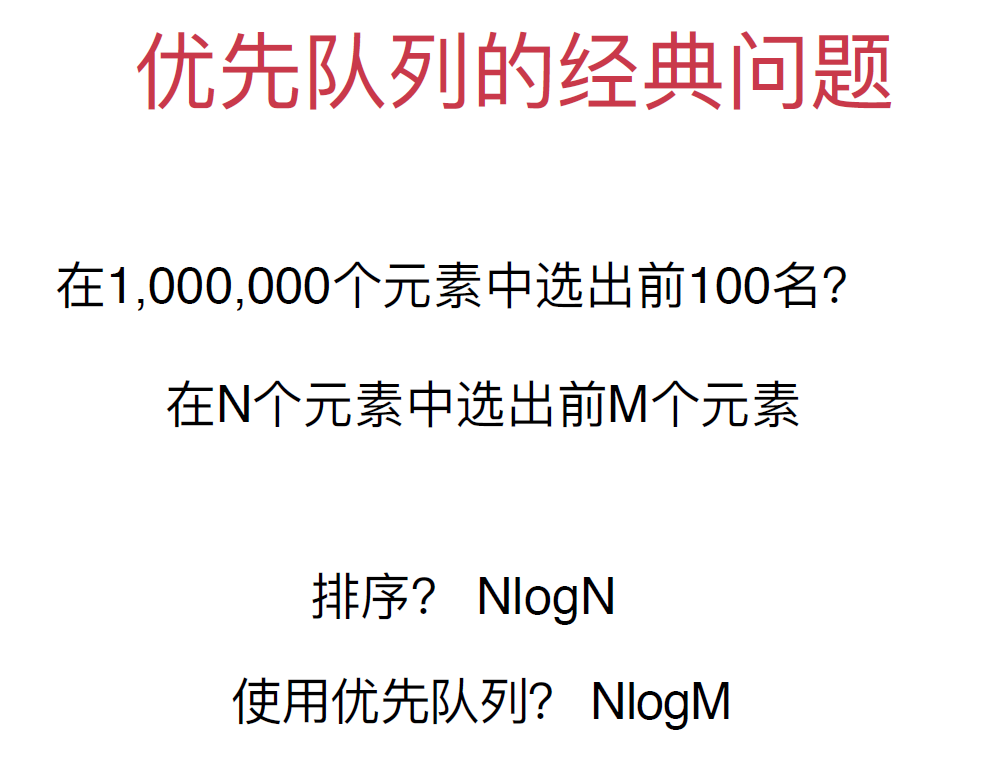 优先队列的经典问题
在1,000,000个元素中选出前100名？
在N个元素中选出前M个元素
排序？ NlogN
使用优先队列？ NlogM